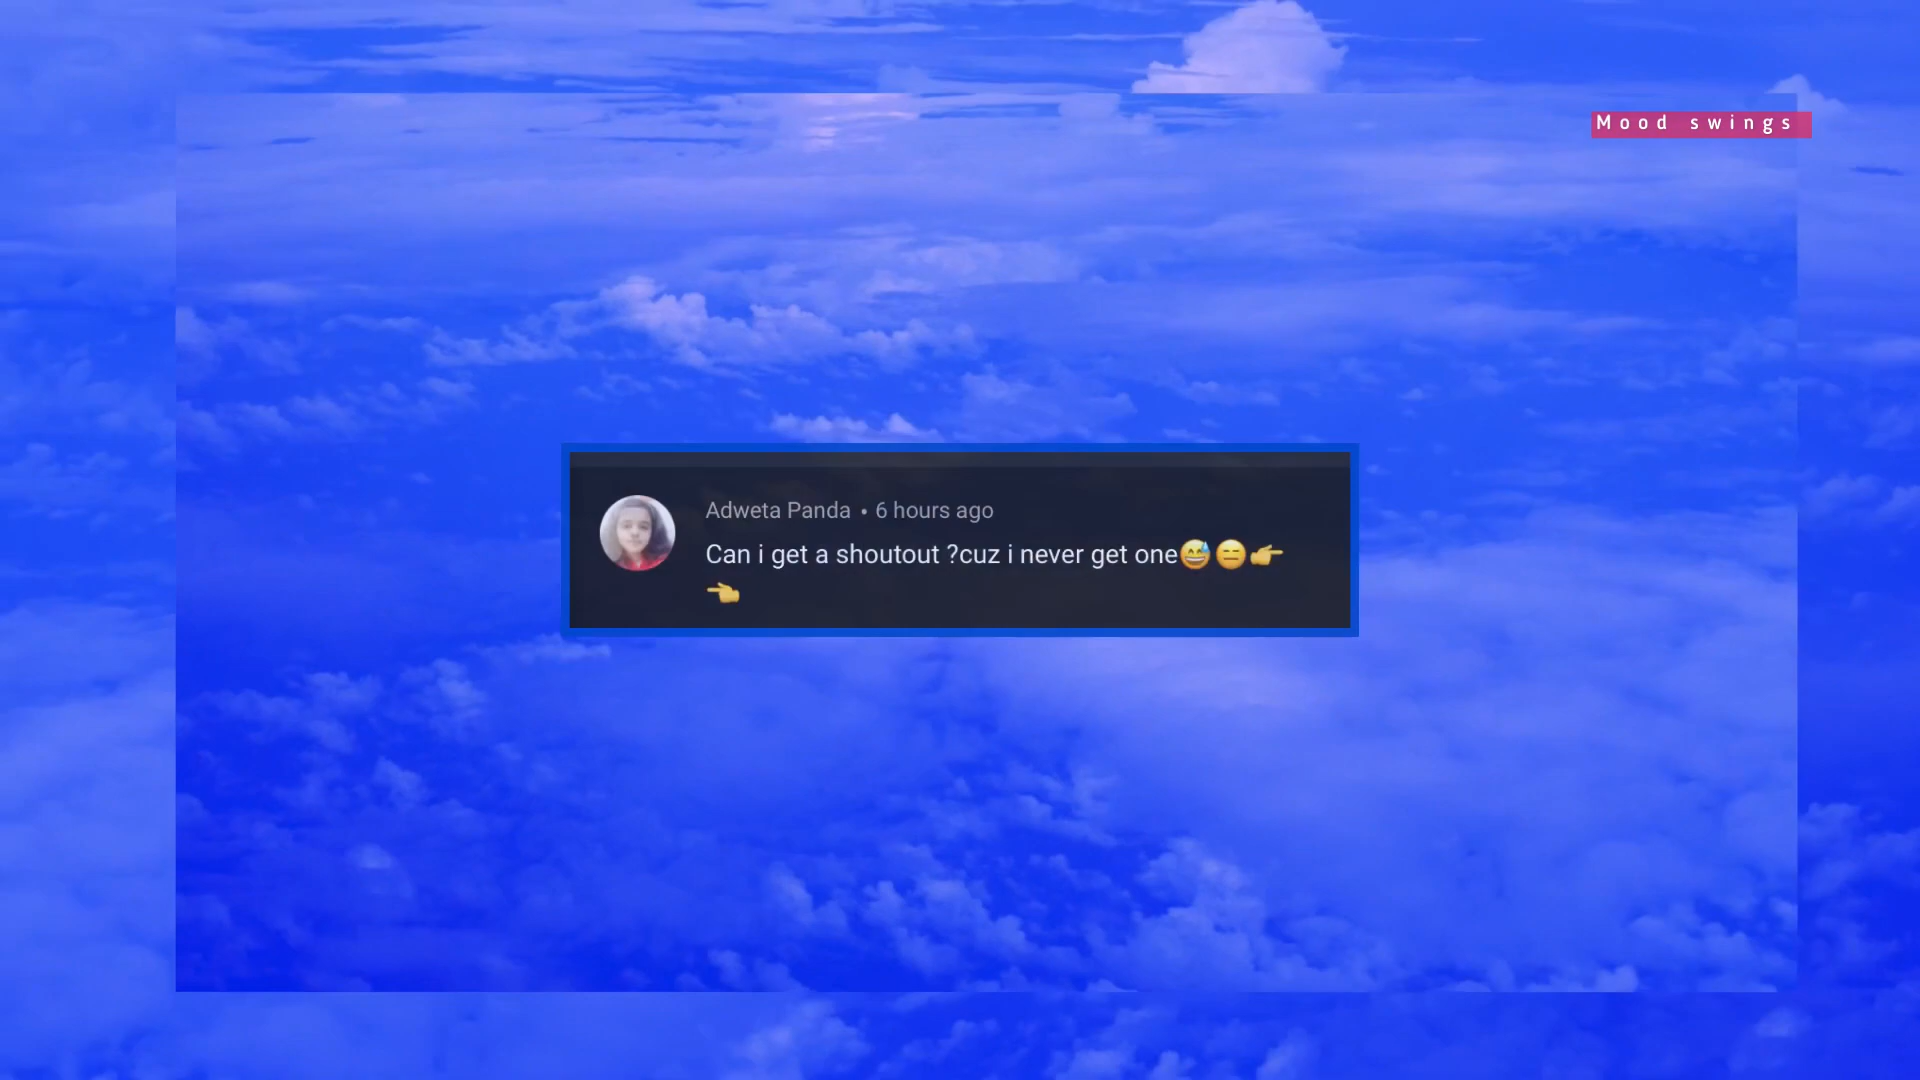 Mood swings
Adweta Panda • 6 hours ago
Can i get a shoutout ?cuz i never get one😅😑👉
👈